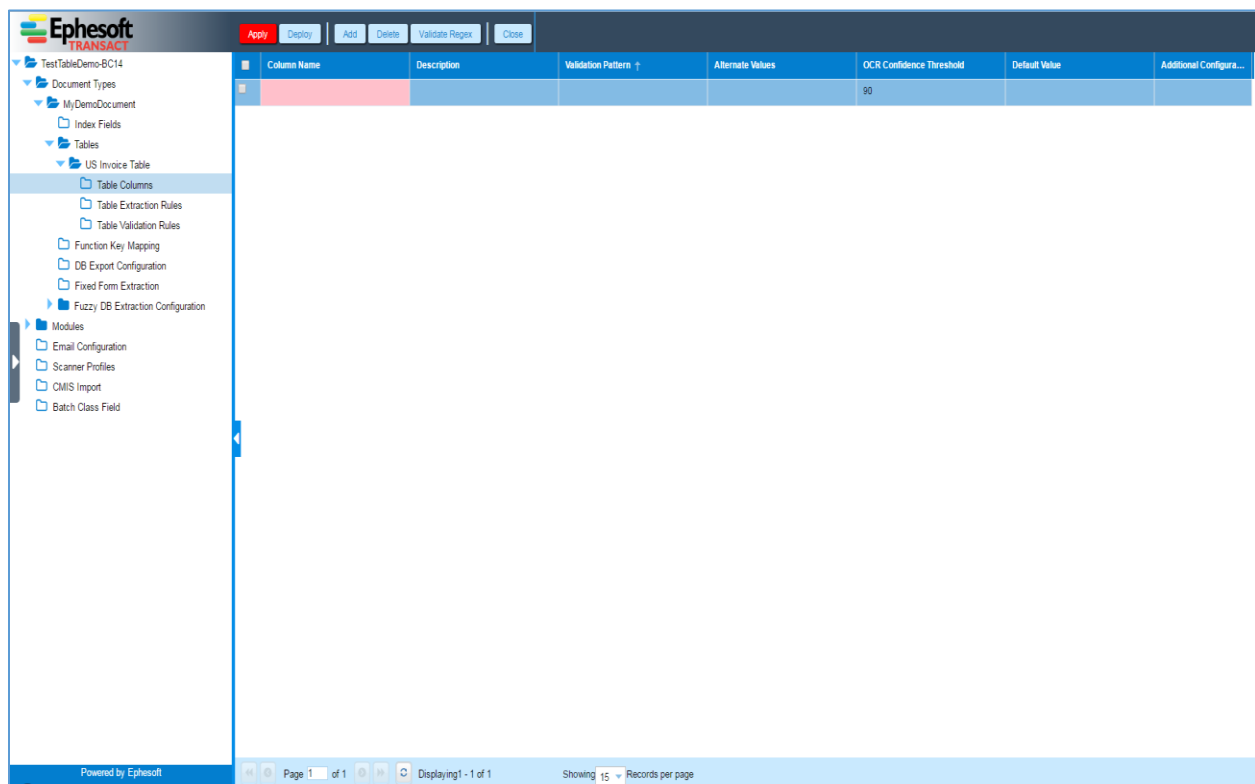 Ephesoft
TRANSACT
Apply Deploy Add Delete Validate Regex Close
TestTableDemo-BC14
Document Types
MyDemoDocument
Index Fields
Tables
US Invoice Table
Table Columns
Table Extraction Rules
Table Validation Rules
Function Key Mapping
DB Export Configuration
Fixed Form Extraction
Fuzzy DB Extraction Configuration
Modules
Email Configuration
Scanner Profiles
CMIS Import
Batch Class Field
Powered by Ephesoft
Column Name Description Validation Pattern ↑ Alternate Values OCR Confidence Threshold Default Value Additional Configura...
90
Page 1 of 1 Displaying1 - 1 of 1 Showing 15 Records per page